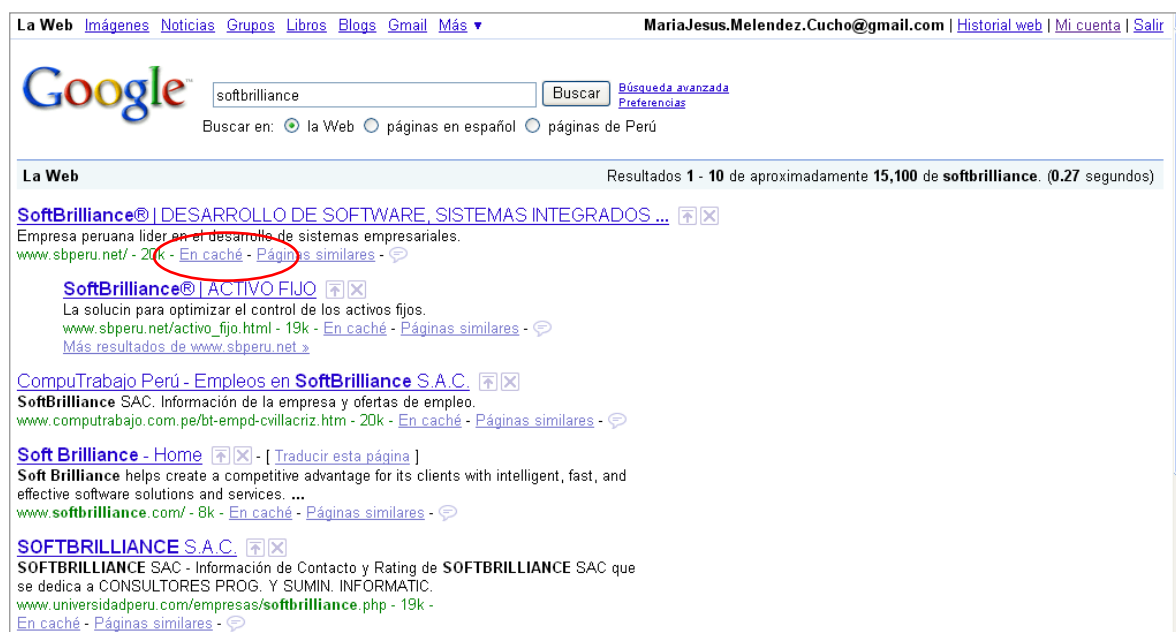 La Web Imágenes Noticias Grupos Libros Blogs Gmail Más ▼ MariaJesus.Melendez.Cucho@gmail.com | Historial web | Mi cuenta | Salir
Google™ softbrilliance Buscar Búsqueda avanzada
Preferencias
Buscar en: la Web páginas en español páginas de Perú
La Web Resultados 1 - 10 de aproximadamente 15,100 de softbrilliance. (0.27 segundos)
SoftBrilliance® | DESARROLLO DE SOFTWARE, SISTEMAS INTEGRADOS ...
Empresa peruana lider en el desarrollo de sistemas empresariales.
www.sbperu.net/ - 20k - En caché - Páginas similares -
SoftBrilliance® | ACTIVO FIJO
La solucin para optimizar el control de los activos fijos.
www.sbperu.net/activo_fijo.html - 19k - En caché - Páginas similares -
Más resultados de www.sbperu.net »
CompuTrabajo Perú - Empleos en SoftBrilliance S.A.C.
SoftBrilliance SAC. Información de la empresa y ofertas de empleo.
www.computrabajo.com.pe/bt-empd-cvillacriz.htm - 20k - En caché - Páginas similares -
Soft Brilliance - Home - [ Traducir esta página ]
Soft Brilliance helps create a competitive advantage for its clients with intelligent, fast, and
effective software solutions and services. ...
www.softbrilliance.com/ - 8k - En caché - Páginas similares -
SOFTBRILLIANCE S.A.C.
SOFTBRILLIANCE SAC - Información de Contacto y Rating de SOFTBRILLIANCE SAC que
se dedica a CONSULTORES PROG. Y SUMIN. INFORMATIC.
www.universidadperu.com/empresas/softbrilliance.php - 19k -
En caché - Páginas similares -